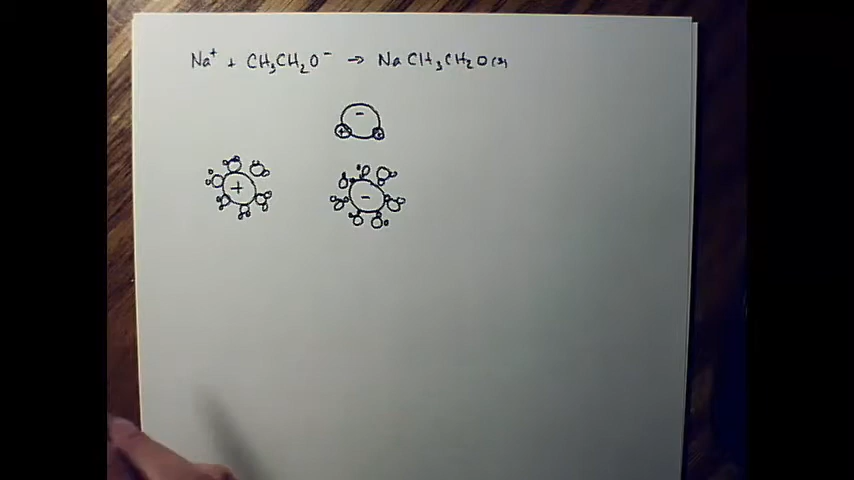 Na⁺ + CH₃CH₂O⁻ → NaCH₃CH₂O(s)
−
+ +
+ −